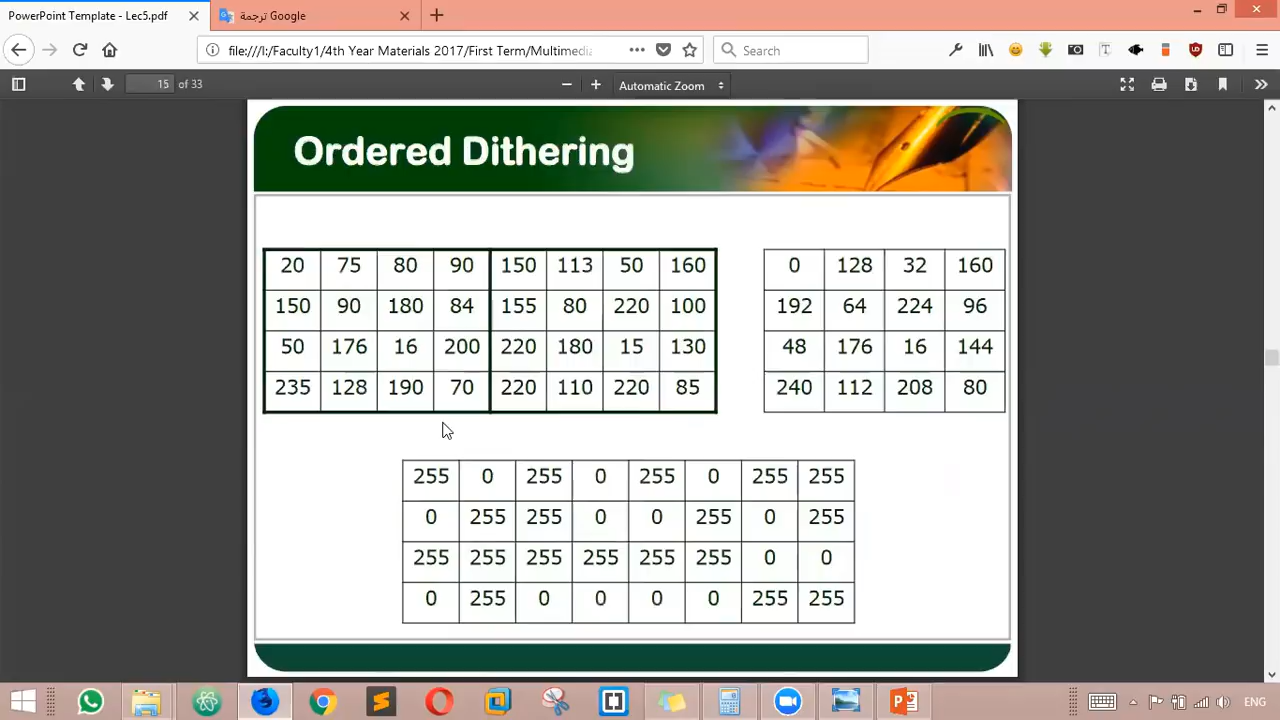 PowerPoint Template - Lec5.pdf
ترجمة Google
file:///I:/Faculty1/4th Year Materials 2017/First Term/Multimedia
Search
15 of 33
Automatic Zoom
Ordered Dithering
20 75 80 90 150 113 50 160
150 90 180 84 155 80 220 100
50 176 16 200 220 180 15 130
235 128 190 70 220 110 220 85
0 128 32 160
192 64 224 96
48 176 16 144
240 112 208 80
255 0 255 0 255 0 255 255
0 255 255 0 0 255 0 255
255 255 255 255 255 255 0 0
0 255 0 0 0 0 255 255
ENG